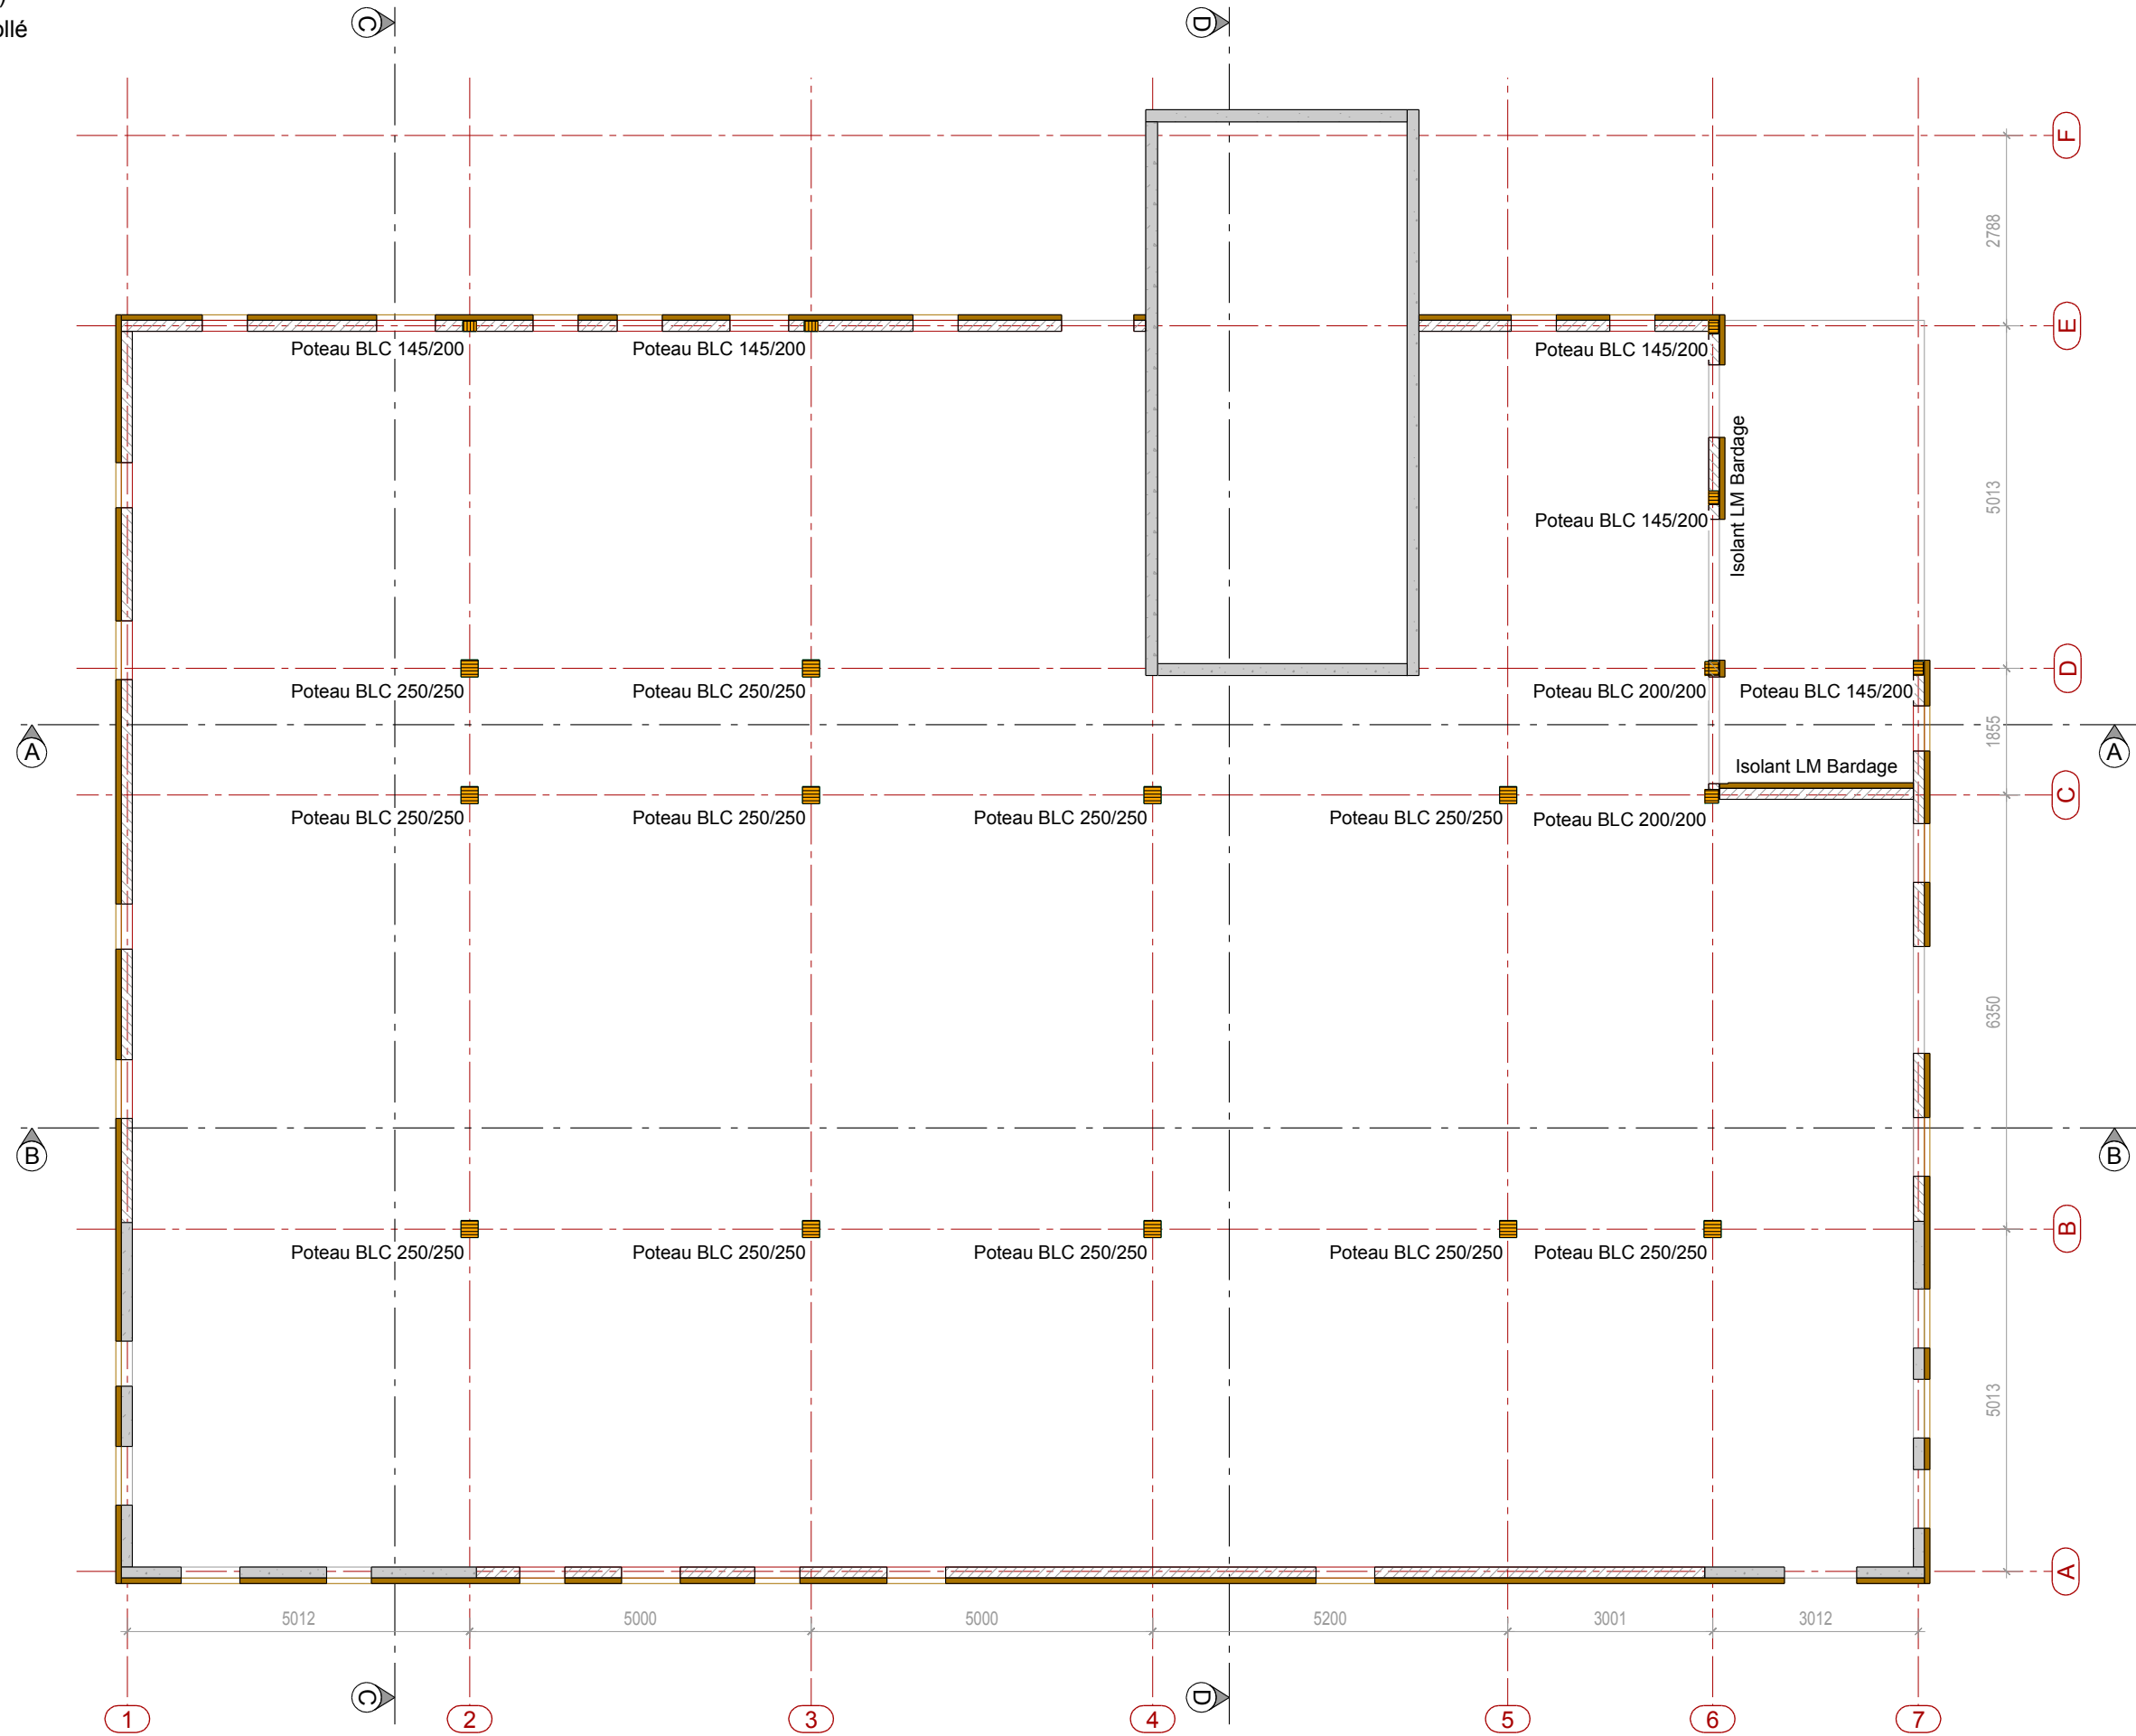 ollé
C
D
F
2788
E
Poteau BLC 145/200
Poteau BLC 145/200
Poteau BLC 145/200
Isolant LM Bardage
5013
Poteau BLC 145/200
D
Poteau BLC 250/250
Poteau BLC 250/250
Poteau BLC 200/200
Poteau BLC 145/200
1855
A
A
Isolant LM Bardage
C
Poteau BLC 250/250
Poteau BLC 250/250
Poteau BLC 250/250
Poteau BLC 250/250
Poteau BLC 200/200
6350
B
B
B
Poteau BLC 250/250
Poteau BLC 250/250
Poteau BLC 250/250
Poteau BLC 250/250
Poteau BLC 250/250
5013
A
5012
5000
5000
5200
3001
3012
C
D
1
2
3
4
5
6
7